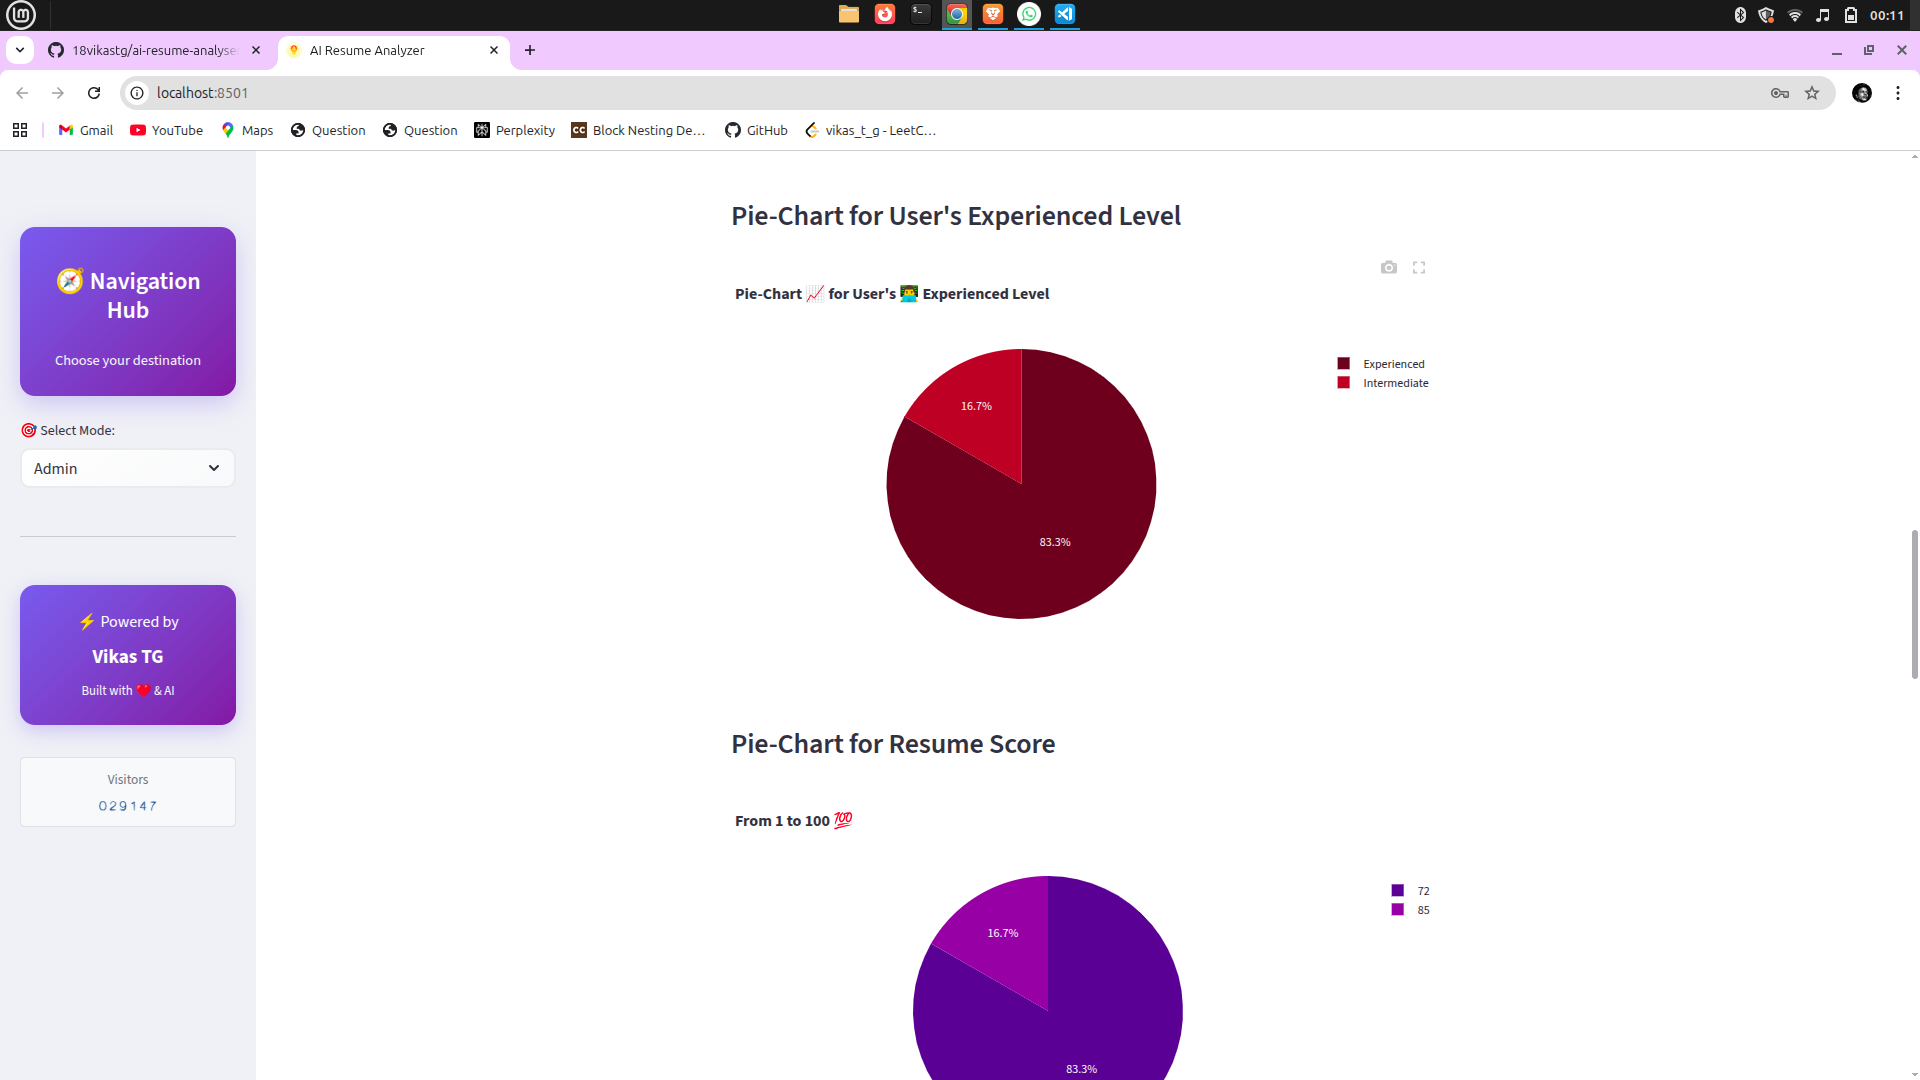 00:11
18vikastg/ai-resume-analyse
AI Resume Analyzer
localhost:8501
Gmail
YouTube
Maps
Question
Question
Perplexity
CC
Block Nesting De...
GitHub
vikas_t_g - LeetC...
🧭 Navigation
Hub
Choose your destination
🎯 Select Mode:
Admin
⚡ Powered by
Vikas TG
Built with ❤️ & AI
Visitors
029147
Pie-Chart for User's Experienced Level
Pie-Chart 📈 for User's 👨‍💻 Experienced Level
Experienced
Intermediate
16.7%
83.3%
Pie-Chart for Resume Score
From 1 to 100 💯
72
85
16.7%
83.3%